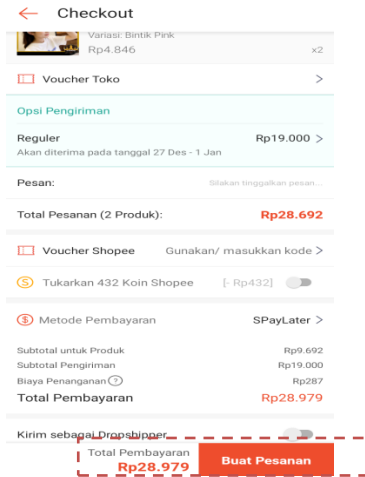 Checkout
Variasi: Bintik Pink
Rp4.846 x2
Voucher Toko >
Opsi Pengiriman
Reguler Rp19.000 >
Akan diterima pada tanggal 27 Des - 1 Jan
Pesan: Silakan tinggalkan pesan...
Total Pesanan (2 Produk): Rp28.692
Voucher Shopee Gunakan/ masukkan kode >
S Tukarkan 432 Koin Shopee [- Rp432]
$ Metode Pembayaran SPayLater >
Subtotal untuk Produk Rp9.692
Subtotal Pengiriman Rp19.000
Biaya Penanganan ? Rp287
Total Pembayaran Rp28.979
Kirim sebagai Dropshipper
Total Pembayaran
Rp28.979 Buat Pesanan